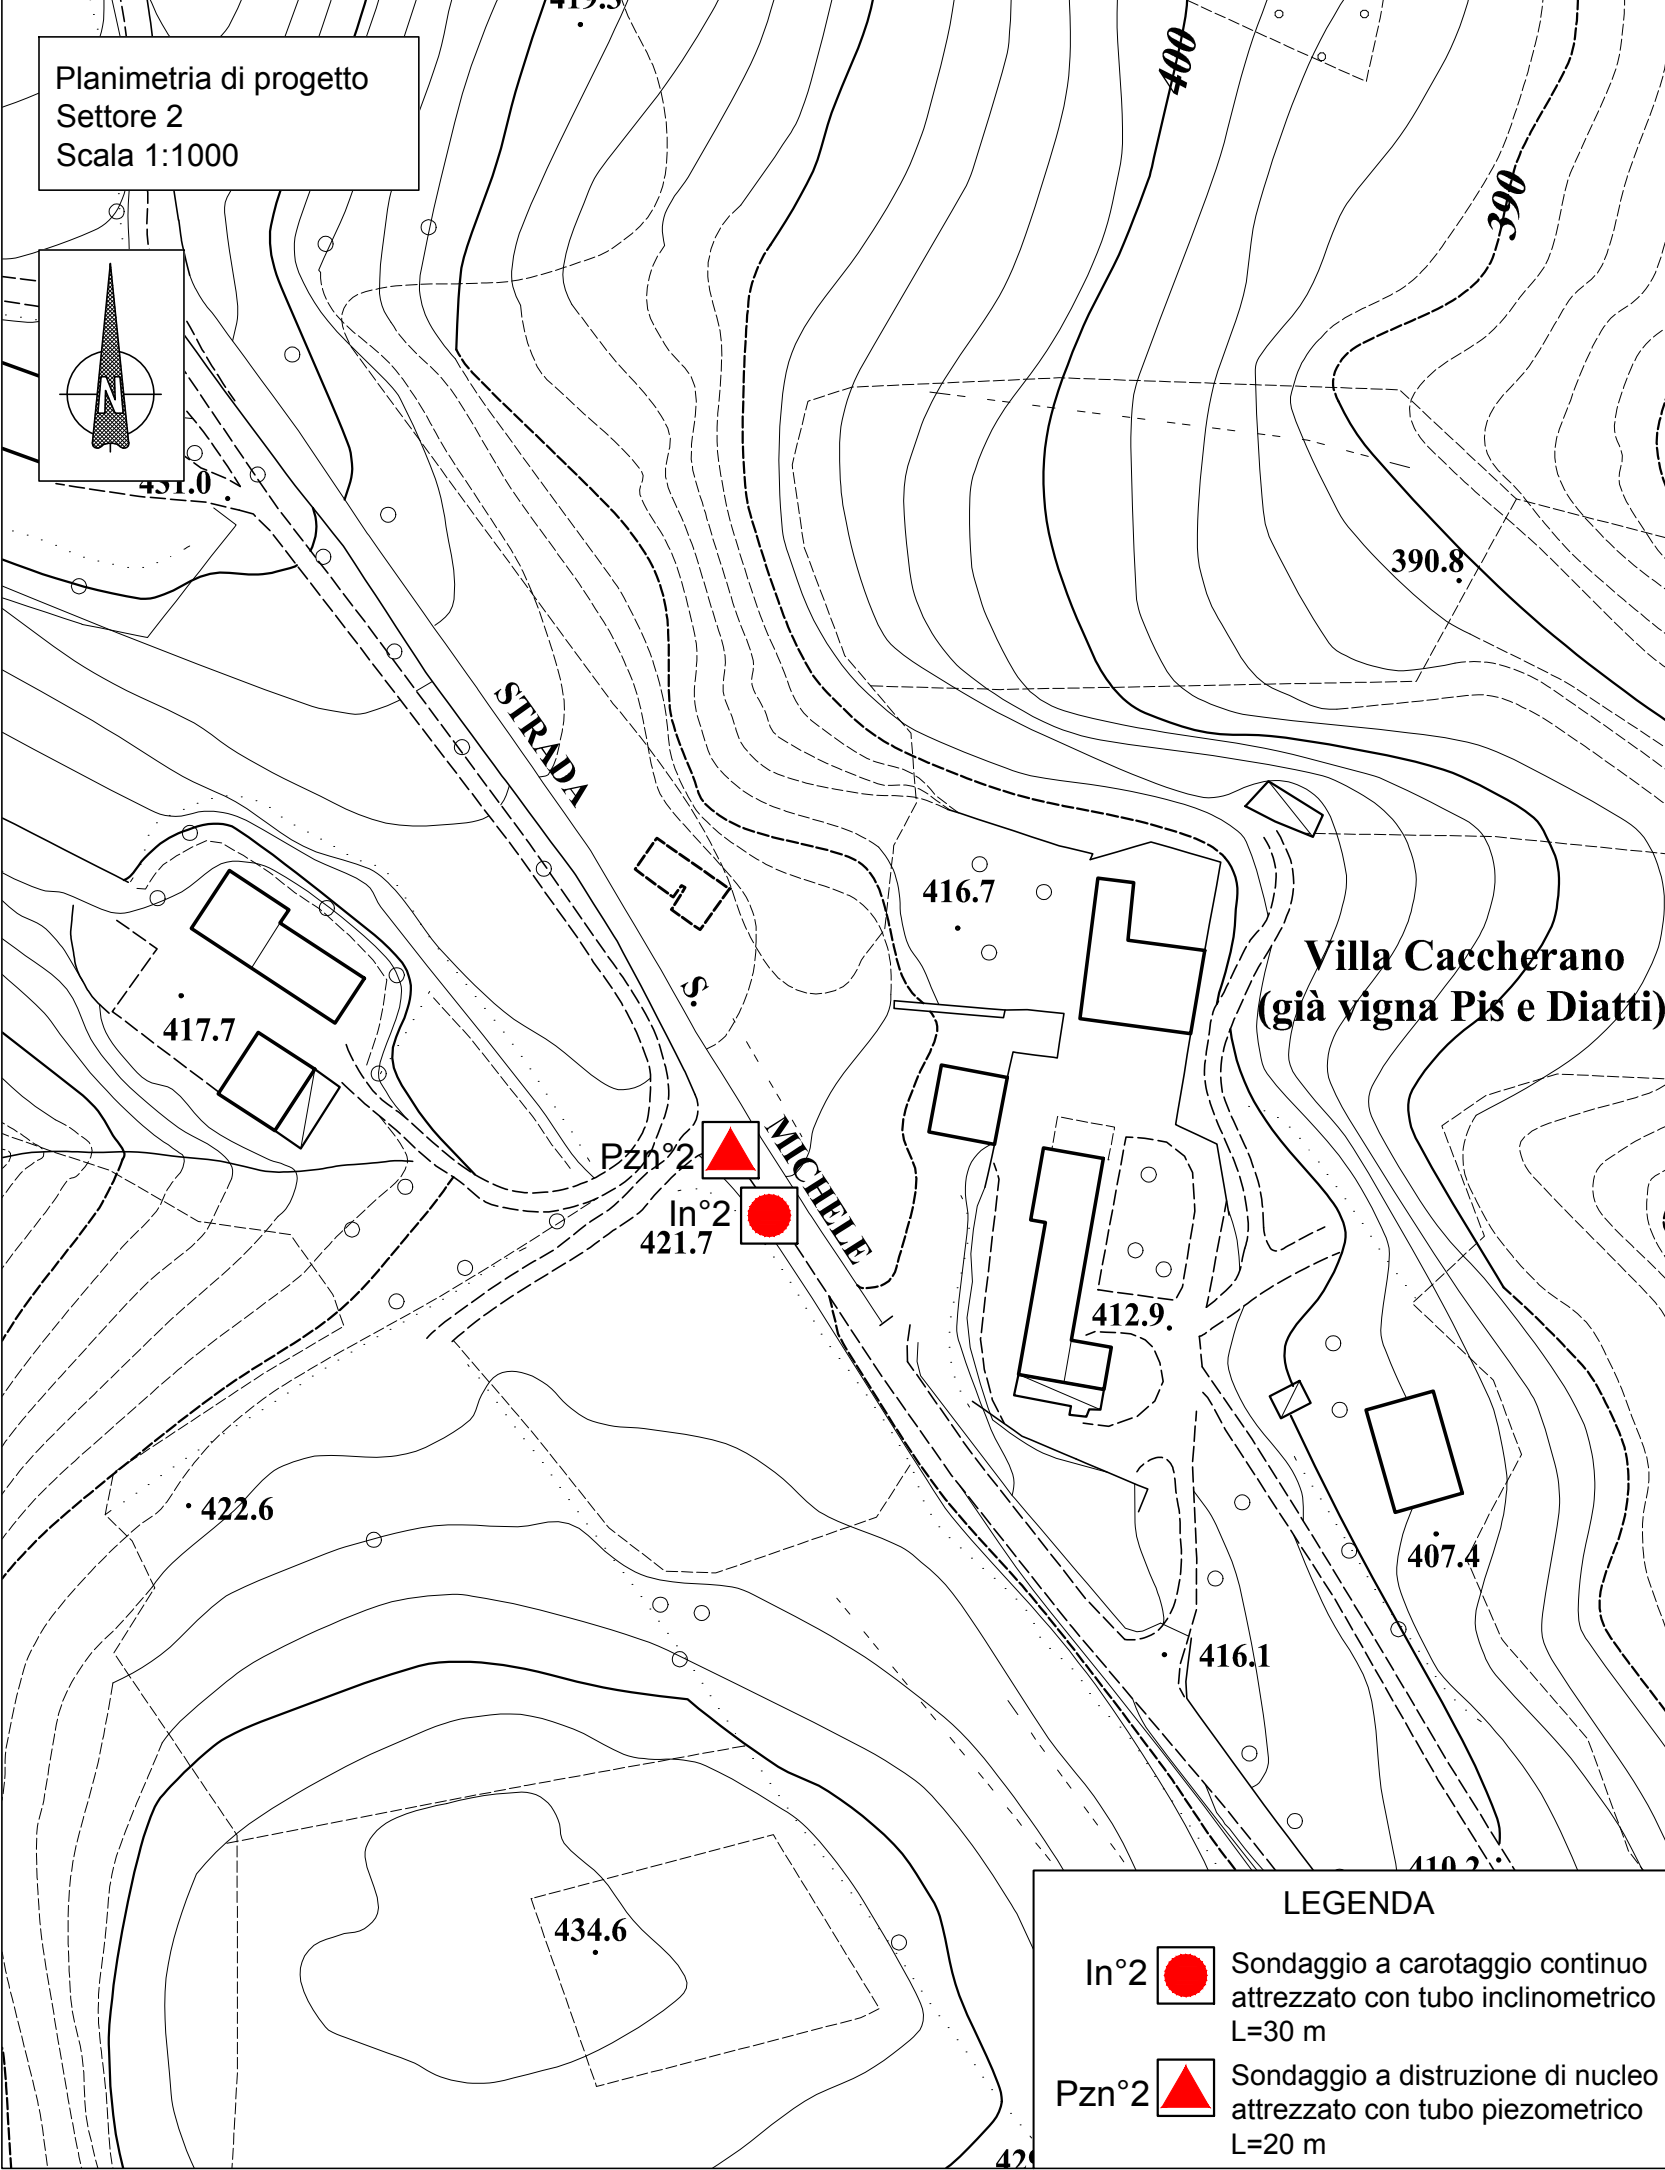 Planimetria di progetto
Settore 2
Scala 1:1000
400
390
N
390.8
STRADA
416.7
Villa Caccherano
(già vigna Pis e Diatti)
S.
417.7
MICHELE
Pzn°2
In°2
421.7
412.9
422.6
407.4
416.1
434.6
410.2
LEGENDA
In°2
Sondaggio a carotaggio continuo
attrezzato con tubo inclinometrico
L=30 m
Pzn°2
Sondaggio a distruzione di nucleo
attrezzato con tubo piezometrico
L=20 m